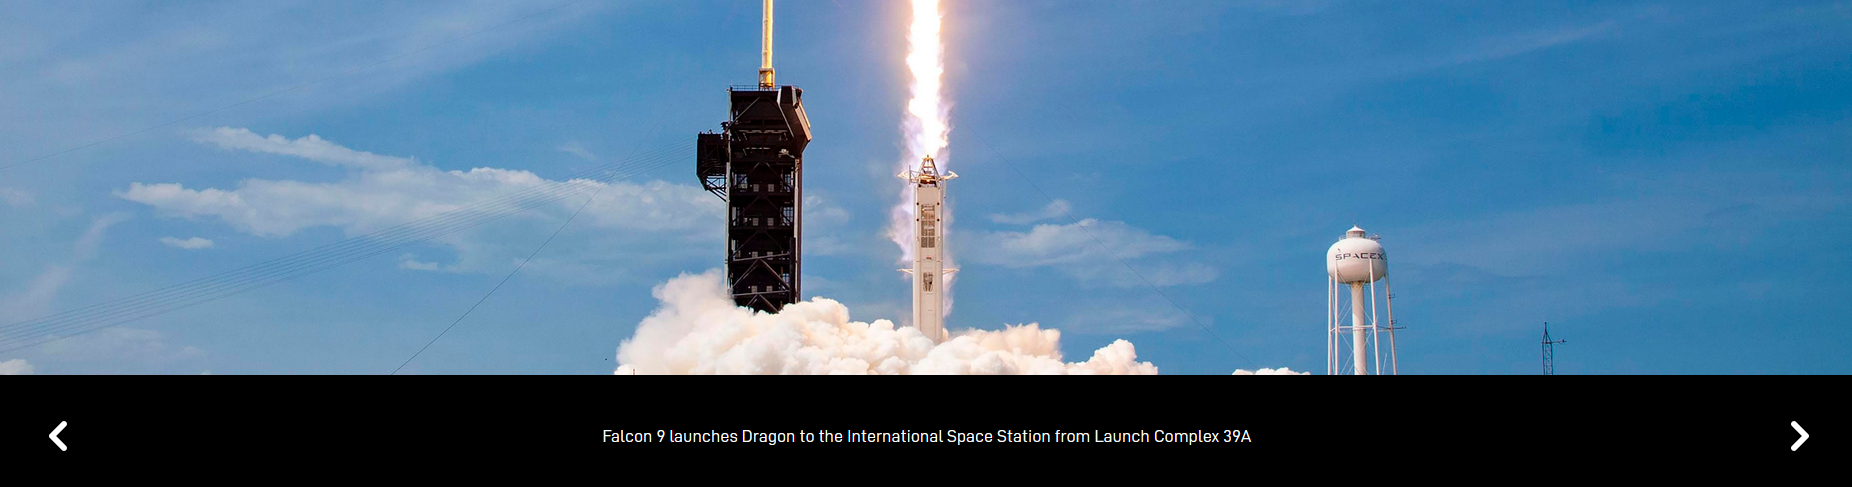 SPACEX
Falcon 9 launches Dragon to the International Space Station from Launch Complex 39A